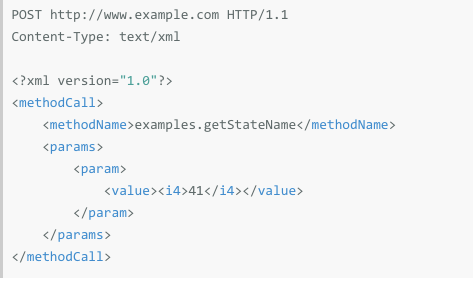 POST http://www.example.com HTTP/1.1
Content-Type: text/xml

<?xml version="1.0"?>
<methodCall>
    <methodName>examples.getStateName</methodName>
    <params>
        <param>
            <value><i4>41</i4></value>
        </param>
    </params>
</methodCall>